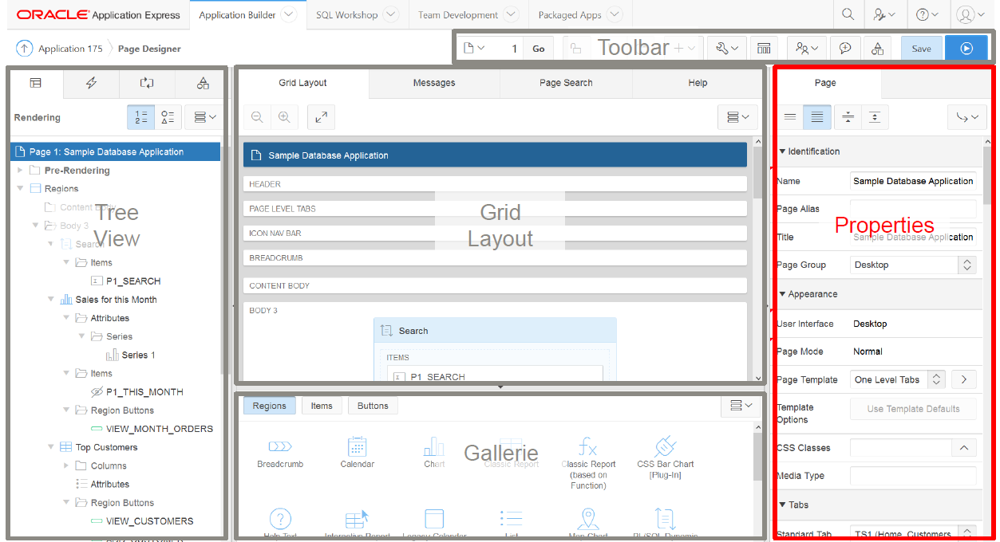 ORACLE Application Express
Application Builder
SQL Workshop
Team Development
Packaged Apps
Application 175
Page Designer
1
Go
Toolbar
Save
Rendering
Page 1: Sample Database Application
Pre-Rendering
Regions
Content Body
Body 3
Tree
View
Search
Items
P1_SEARCH
Sales for this Month
Attributes
Series
Series 1
Items
P1_THIS_MONTH
Region Buttons
VIEW_MONTH_ORDERS
Top Customers
Columns
Attributes
Region Buttons
VIEW_CUSTOMERS
Grid Layout
Messages
Page Search
Help
Sample Database Application
HEADER
PAGE LEVEL TABS
ICON NAV BAR
BREADCRUMB
CONTENT BODY
BODY 3
Grid
Layout
Search
ITEMS
P1_SEARCH
Regions
Items
Buttons
Gallerie
Breadcrumb
Calendar
Chart
Classic Report
Classic Report
(based on
Function)
CSS Bar Chart
[Plug-In]
Help Text
Interactive Report
Legacy Calendar
List
Map Chart
PL/SQL Dynamic
Page
Identification
Name
Sample Database Application
Page Alias
Properties
Title
Sample Database Application
Page Group
Desktop
Appearance
User Interface
Desktop
Page Mode
Normal
Page Template
One Level Tabs
Template
Options
Use Template Defaults
CSS Classes
Media Type
Tabs
Standard Tab
TS1 (Home, Customers,